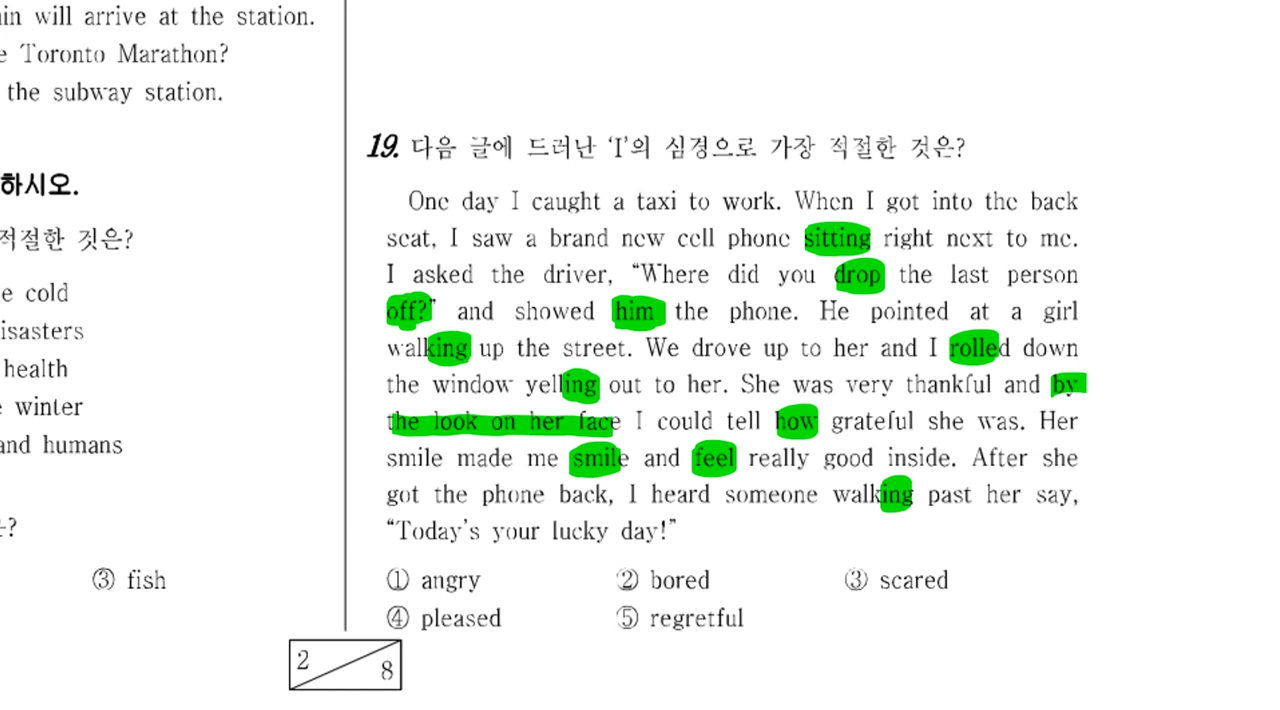 in will arrive at the station.
Toronto Marathon?
the subway station.
하시오.
적절한 것은?
cold
isasters
health
winter
and humans
③ fish
19. 다음 글에 드러난 ‘I’의 심경으로 가장 적절한 것은?
One day I caught a taxi to work. When I got into the back
seat, I saw a brand new cell phone sitting right next to me.
I asked the driver, “Where did you drop the last person
off?” and showed him the phone. He pointed at a girl
walking up the street. We drove up to her and I rolled down
the window yelling out to her. She was very thankful and by
the look on her face I could tell how grateful she was. Her
smile made me smile and feel really good inside. After she
got the phone back, I heard someone walking past her say,
“Today’s your lucky day!”
① angry ② bored ③ scared
④ pleased ⑤ regretful
2 8